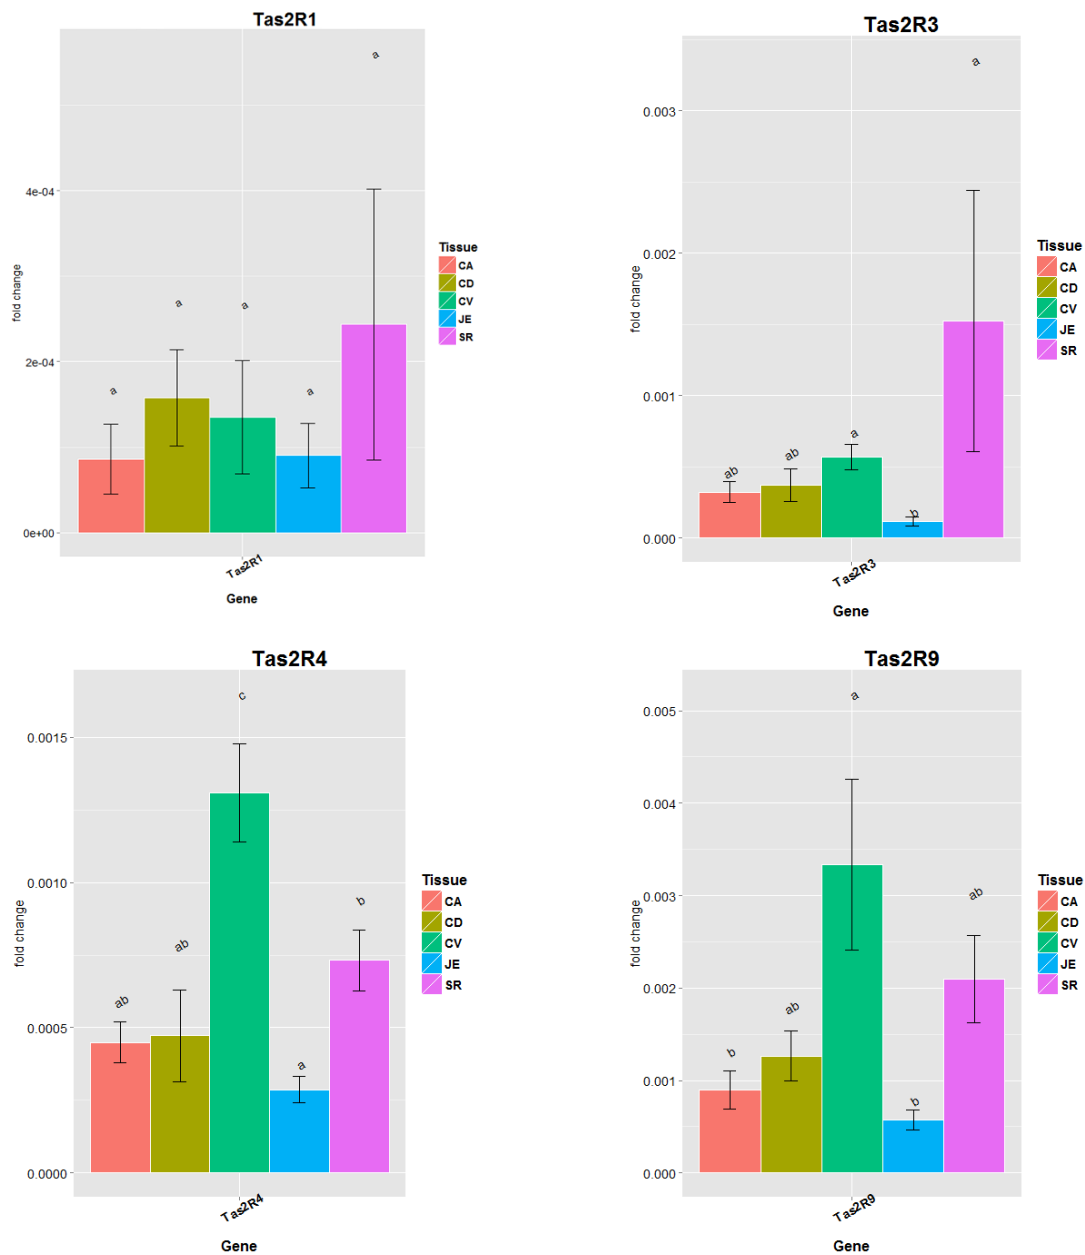 Tas2R1
a
4e-04
a
a
2e-04
a
a
0e+00
fold change
Tas2R1
Gene
Tissue
CA
CD
CV
JE
SR
Tas2R3
a
0.003
0.002
0.001
a
ab
ab
b
0.000
fold change
Tas2R3
Gene
Tissue
CA
CD
CV
JE
SR
Tas2R4
c
0.0015
0.0010
b
ab
ab
0.0005
a
0.0000
fold change
Tas2R4
Gene
Tissue
CA
CD
CV
JE
SR
Tas2R9
a
0.005
0.004
0.003
ab
0.002
ab
b
0.001
b
0.000
fold change
Tas2R9
Gene
Tissue
CA
CD
CV
JE
SR